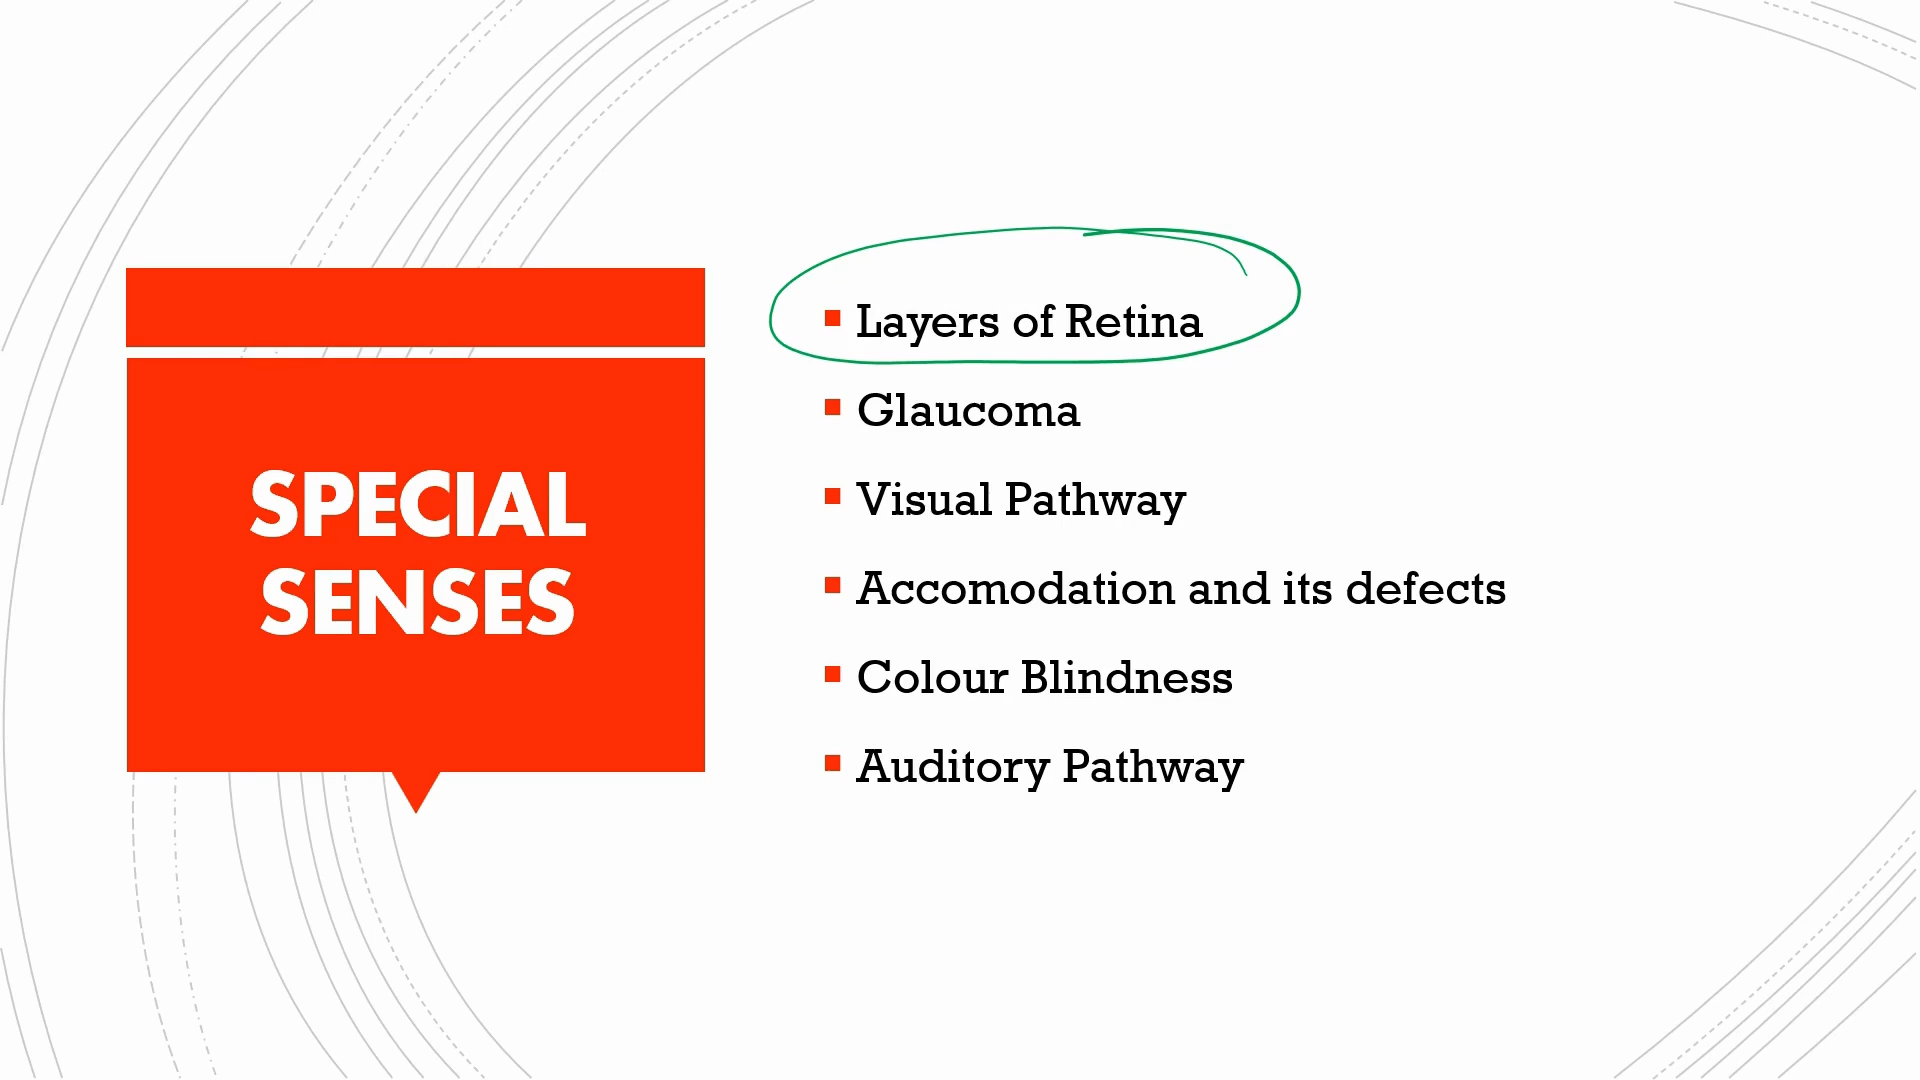 SPECIAL
SENSES
Layers of Retina
Glaucoma
Visual Pathway
Accomodation and its defects
Colour Blindness
Auditory Pathway